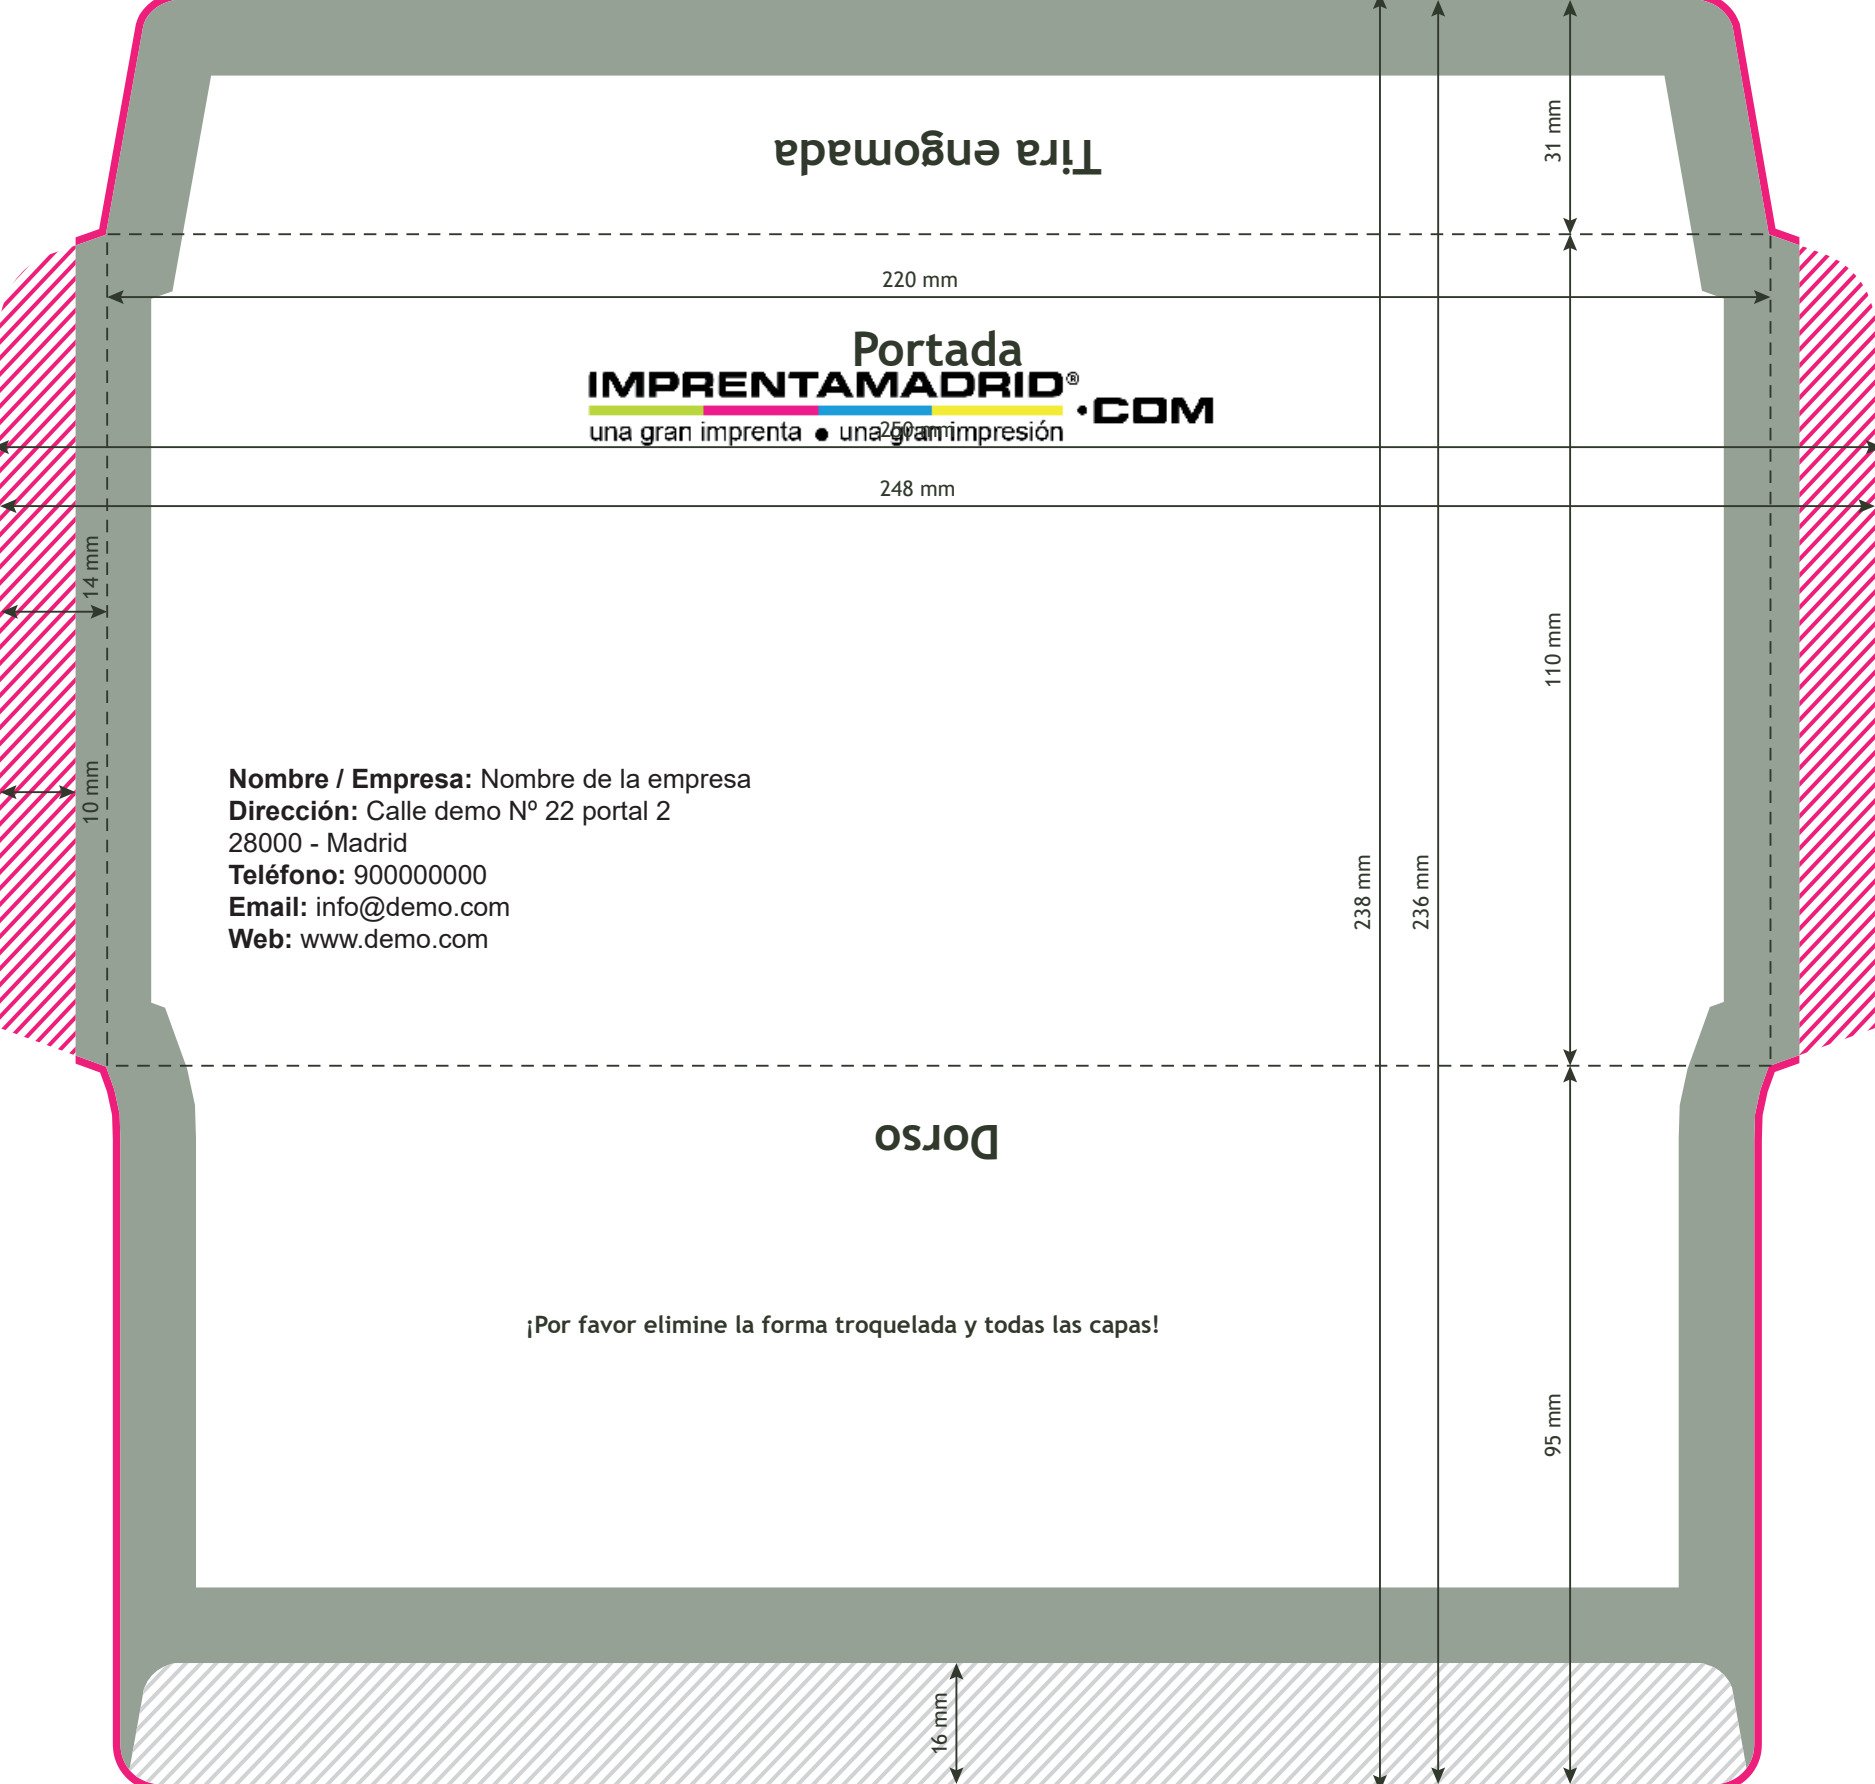 Tira engomada
31 mm
220 mm
Portada
IMPRENTAMADRID®
.COM
una gran imprenta ● una gran impresión
250 mm
248 mm
14 mm
110 mm
10 mm
Nombre / Empresa: Nombre de la empresa
Dirección: Calle demo Nº 22 portal 2
28000 - Madrid
Teléfono: 900000000
Email: info@demo.com
Web: www.demo.com
238 mm
236 mm
Dorso
¡Por favor elimine la forma troquelada y todas las capas!
95 mm
16 mm